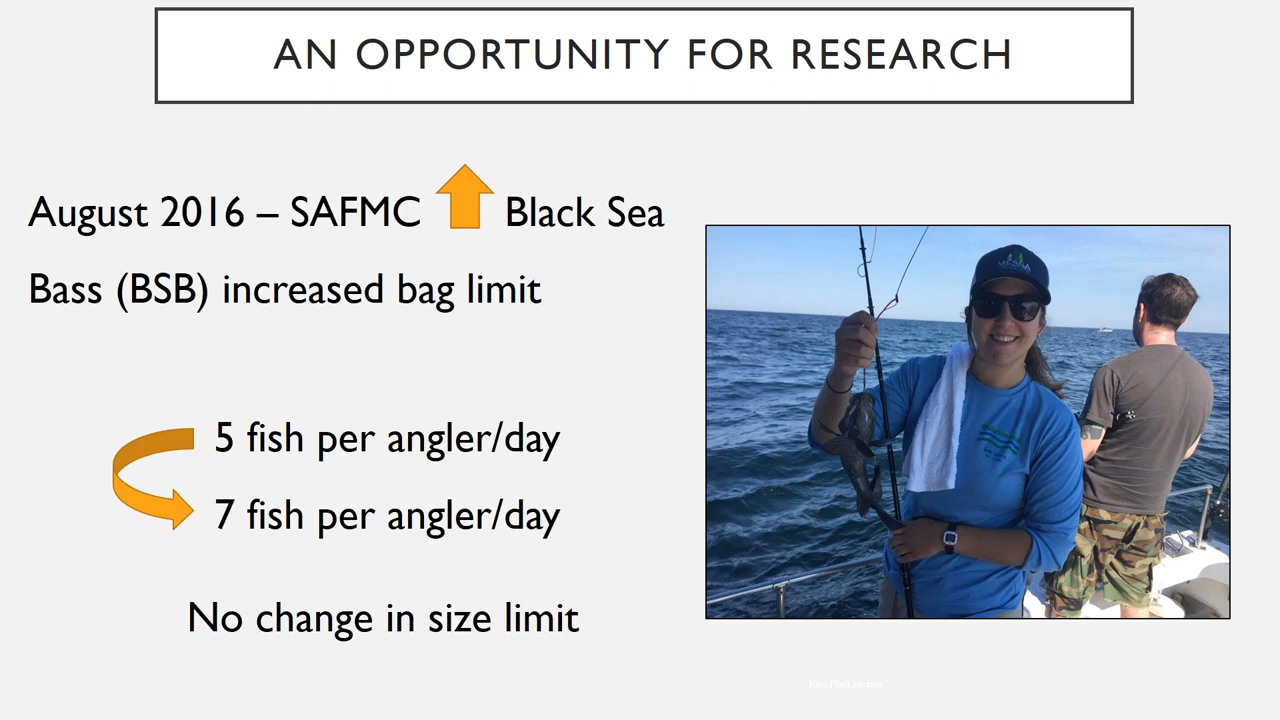 AN OPPORTUNITY FOR RESEARCH
August 2016 – SAFMC Black Sea
Bass (BSB) increased bag limit
5 fish per angler/day
7 fish per angler/day
No change in size limit